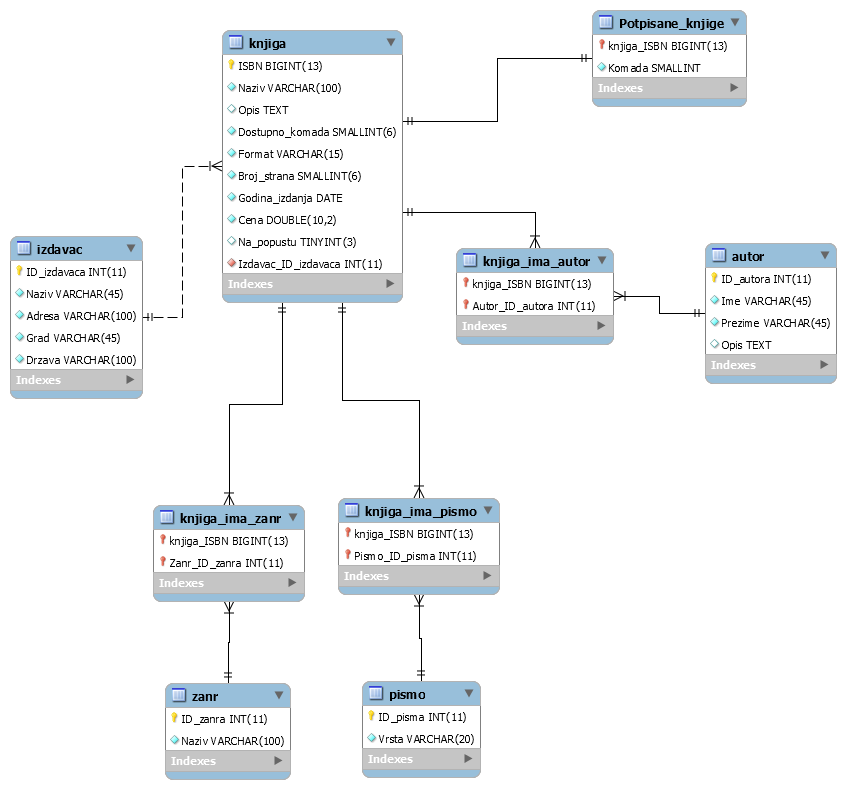 Potpisane_knjige
knjiga_ISBN BIGINT(13)
Komada SMALLINT
Indexes
knjiga
ISBN BIGINT(13)
Naziv VARCHAR(100)
Opis TEXT
Dostupno_komada SMALLINT(6)
Format VARCHAR(15)
Broj_strana SMALLINT(6)
Godina_izdanja DATE
Cena DOUBLE(10,2)
Na_popustu TINYINT(3)
Izdavac_ID_izdavaca INT(11)
Indexes
izdavac
ID_izdavaca INT(11)
Naziv VARCHAR(45)
Adresa VARCHAR(100)
Grad VARCHAR(45)
Drzava VARCHAR(100)
Indexes
knjiga_ima_autor
knjiga_ISBN BIGINT(13)
Autor_ID_autora INT(11)
Indexes
autor
ID_autora INT(11)
Ime VARCHAR(45)
Prezime VARCHAR(45)
Opis TEXT
Indexes
knjiga_ima_zanr
knjiga_ISBN BIGINT(13)
Zanr_ID_zanra INT(11)
Indexes
knjiga_ima_pismo
knjiga_ISBN BIGINT(13)
Pismo_ID_pisma INT(11)
Indexes
zanr
ID_zanra INT(11)
Naziv VARCHAR(100)
Indexes
pismo
ID_pisma INT(11)
Vrsta VARCHAR(20)
Indexes